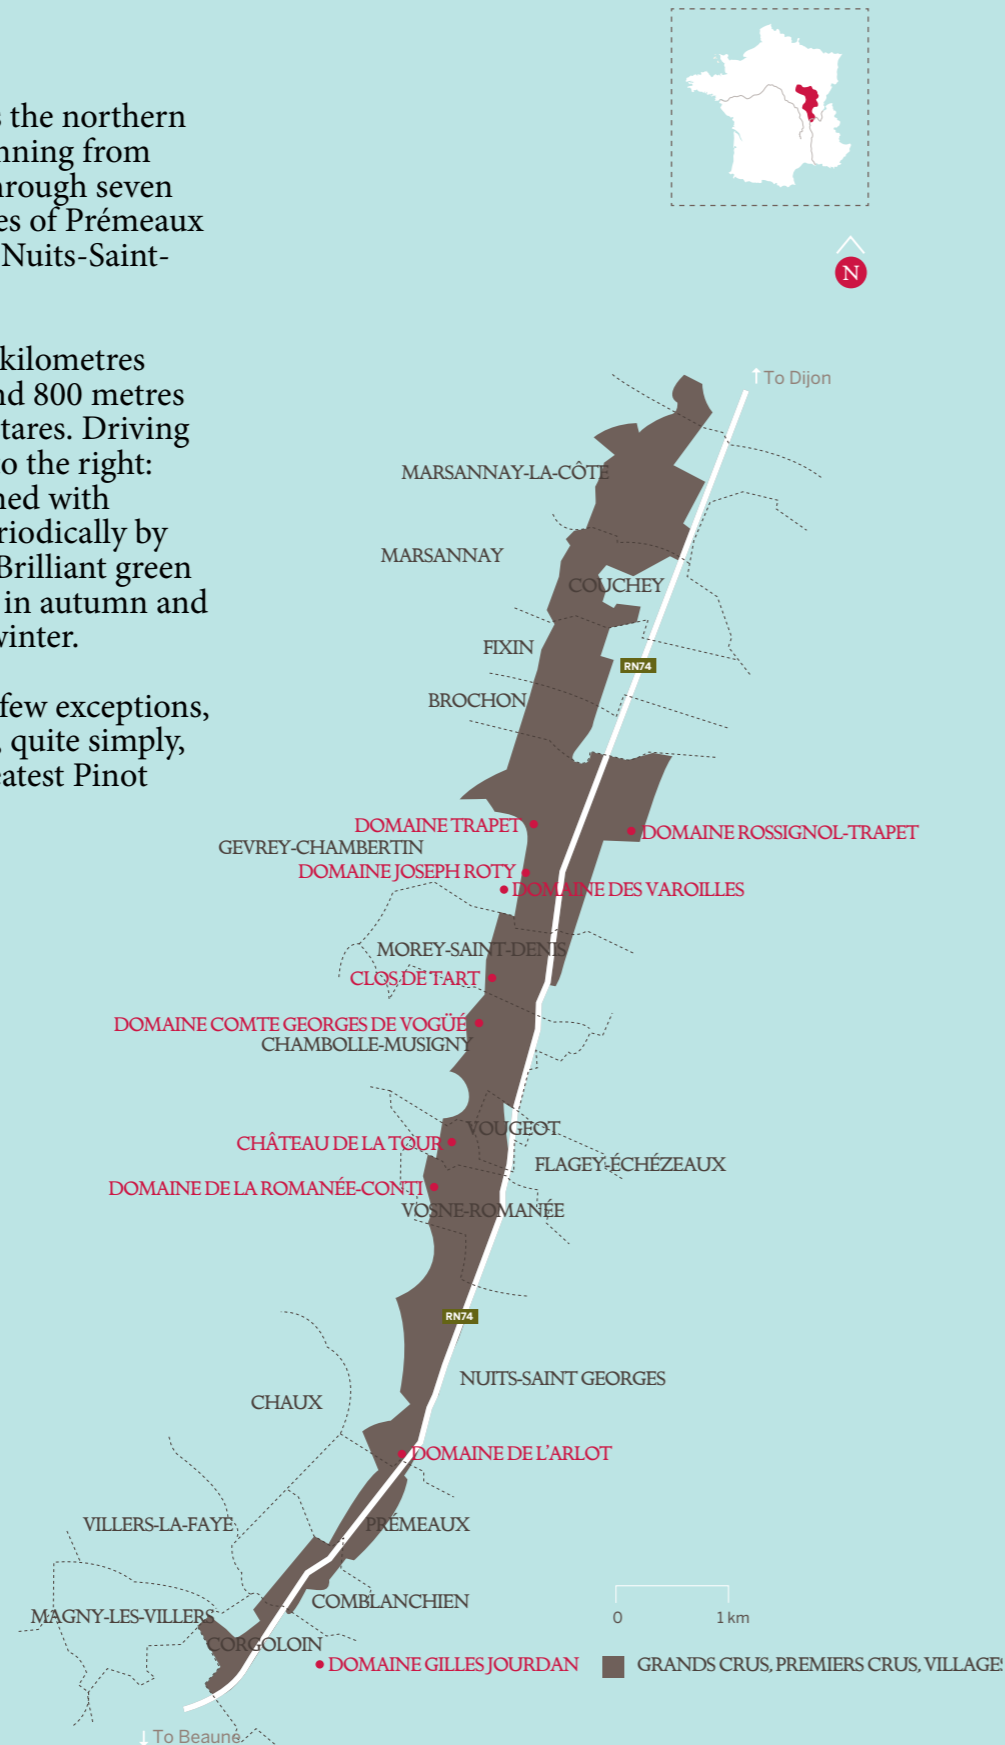 s the northern
nning from
hrough seven
es of Prémeaux
Nuits-Saint-
kilometres
nd 800 metres
tares. Driving
o the right:
ned with
riodically by
Brilliant green
in autumn and
winter.
few exceptions,
, quite simply,
eatest Pinot
N
↑ To Dijon
MARSANNAY-LA-CÔTE
MARSANNAY
COUCHEY
FIXIN
RN74
BROCHON
DOMAINE TRAPET
DOMAINE ROSSIGNOL-TRAPET
GEVREY-CHAMBERTIN
DOMAINE JOSEPH ROTY
DOMAINE DES VAROILLES
MOREY-SAINT-DENIS
CLOS DE TART
DOMAINE COMTE GEORGES DE VOGÜÉ
CHAMBOLLE-MUSIGNY
VOUGEOT
CHÂTEAU DE LA TOUR
FLAGEY-ÉCHÉZEAUX
DOMAINE DE LA ROMANÉE-CONTI
VOSNE-ROMANÉE
RN74
NUITS-SAINT GEORGES
CHAUX
DOMAINE DE L'ARLOT
VILLERS-LA-FAYE
PRÉMEAUX
COMBLANCHIEN
MAGNY-LES-VILLERS
0 1 km
CORGOLOIN
DOMAINE GILLES JOURDAN
GRANDS CRUS, PREMIERS CRUS, VILLAGES
↓ To Beaune